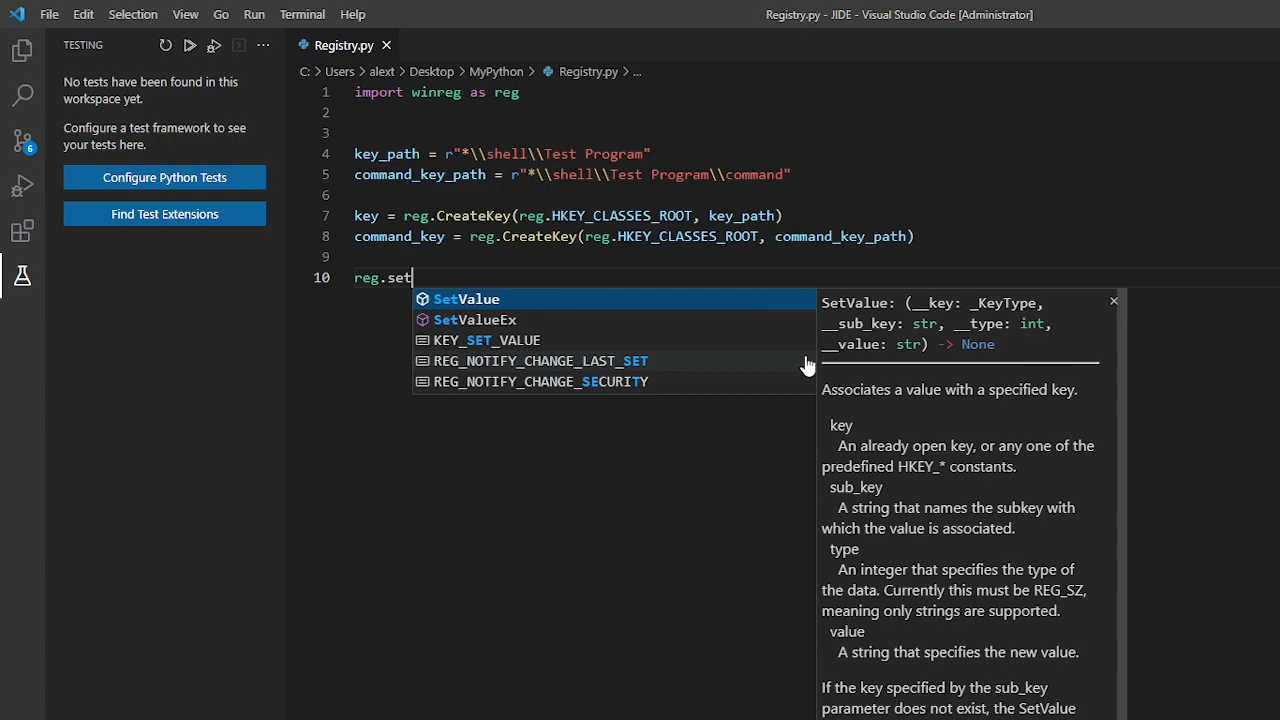 File Edit Selection View Go Run Terminal Help
Registry.py - JIDE - Visual Studio Code [Administrator]
TESTING
No tests have been found in this
workspace yet.
Configure a test framework to see
your tests here.
Configure Python Tests
Find Test Extensions
6
Registry.py
C: > Users > alext > Desktop > MyPython > Registry.py > ...
1 import winreg as reg
2
3
4 key_path = r"*\\shell\\Test Program"
5 command_key_path = r"*\\shell\\Test Program\\command"
6
7 key = reg.CreateKey(reg.HKEY_CLASSES_ROOT, key_path)
8 command_key = reg.CreateKey(reg.HKEY_CLASSES_ROOT, command_key_path)
9
10 reg.set
SetValue
SetValueEx
KEY_SET_VALUE
REG_NOTIFY_CHANGE_LAST_SET
REG_NOTIFY_CHANGE_SECURITY
SetValue: (__key: _KeyType,
__sub_key: str, __type: int,
__value: str) -> None
Associates a value with a specified key.
key
An already open key, or any one of the
predefined HKEY_* constants.
sub_key
A string that names the subkey with
which the value is associated.
type
An integer that specifies the type of
the data. Currently this must be REG_SZ,
meaning only strings are supported.
value
A string that specifies the new value.
If the key specified by the sub_key
parameter does not exist, the SetValue